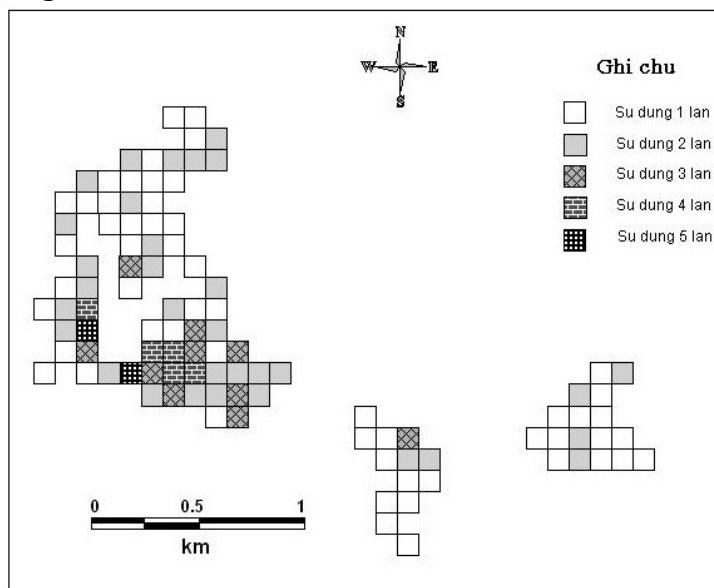 N
W E
S
Ghi chu
Su dung 1 lan
Su dung 2 lan
Su dung 3 lan
Su dung 4 lan
Su dung 5 lan
0 0.5 1
km